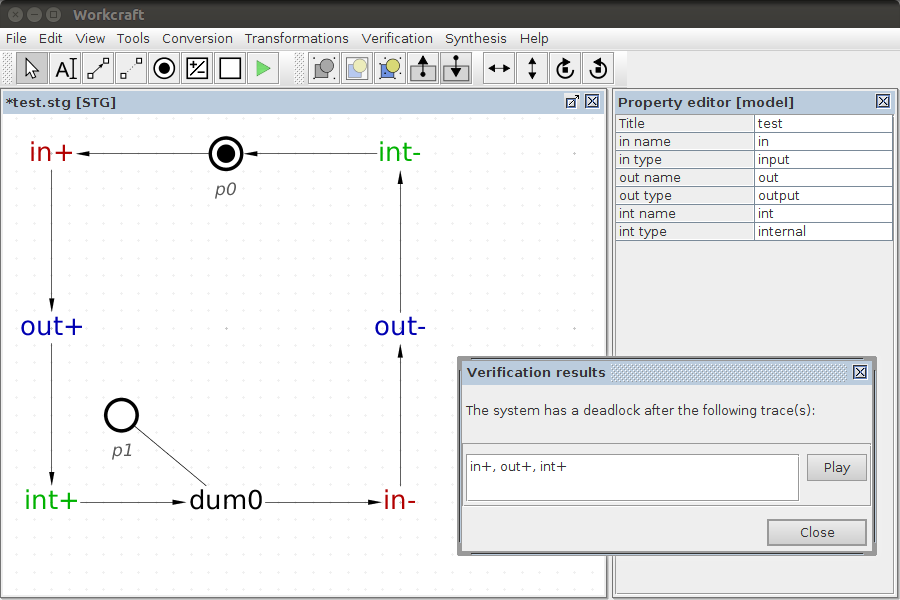 Workcraft
File Edit View Tools Conversion Transformations Verification Synthesis Help
AI
*test.stg [STG]
Property editor [model]
Title test
in name in
in type input
out name out
out type output
int name int
int type internal
in+
p0
int-
out+
out-
p1
int+
dum0
in-
Verification results
The system has a deadlock after the following trace(s):
in+, out+, int+
Play
Close